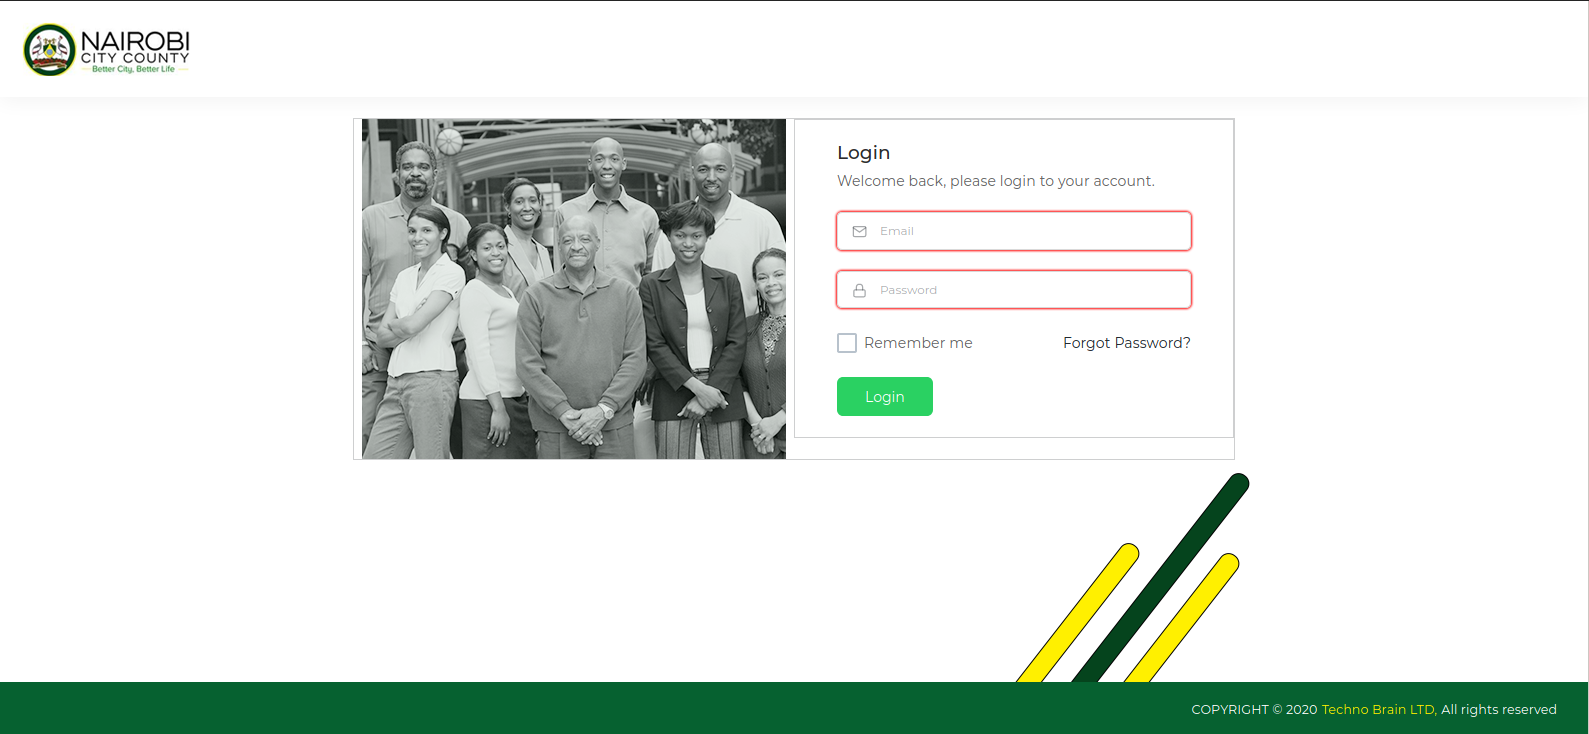 NAIROBI
CITY COUNTY
Better City, Better Life
Login
Welcome back, please login to your account.
Email
Password
Remember me
Forgot Password?
Login
COPYRIGHT © 2020 Techno Brain LTD, All rights reserved